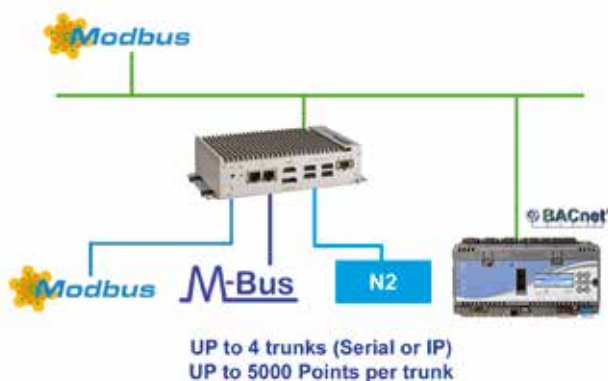 Modbus
BACnet
Modbus
M-Bus
N2
UP to 4 trunks (Serial or IP)
UP to 5000 Points per trunk